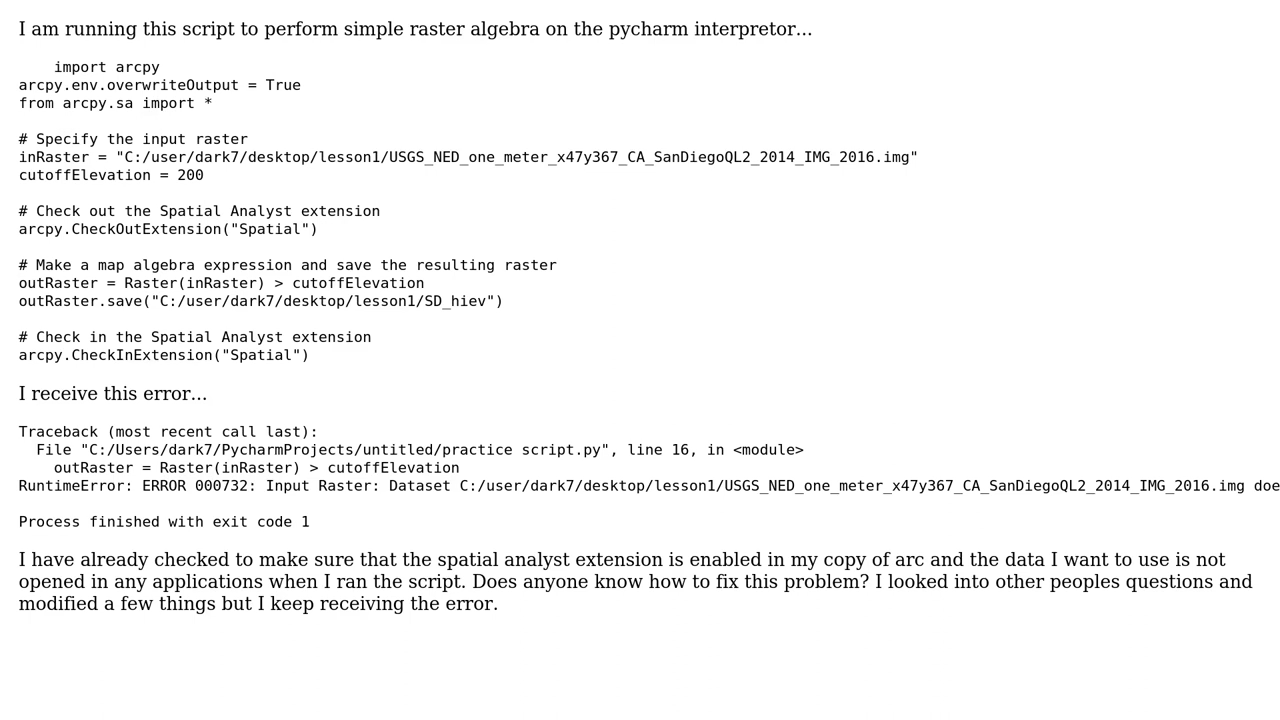 I am running this script to perform simple raster algebra on the pycharm interpretor...
import arcpy
arcpy.env.overwriteOutput = True
from arcpy.sa import *
# Specify the input raster
inRaster = "C:/user/dark7/desktop/lesson1/USGS_NED_one_meter_x47y367_CA_SanDiegoQL2_2014_IMG_2016.img"
cutoffElevation = 200
# Check out the Spatial Analyst extension
arcpy.CheckOutExtension("Spatial")
# Make a map algebra expression and save the resulting raster
outRaster = Raster(inRaster) > cutoffElevation
outRaster.save("C:/user/dark7/desktop/lesson1/SD_hiev")
# Check in the Spatial Analyst extension
arcpy.CheckInExtension("Spatial")
I receive this error...
Traceback (most recent call last):
File "C:/Users/dark7/PycharmProjects/untitled/practice script.py", line 16, in <module>
outRaster = Raster(inRaster) > cutoffElevation
RuntimeError: ERROR 000732: Input Raster: Dataset C:/user/dark7/desktop/lesson1/USGS_NED_one_meter_x47y367_CA_SanDiegoQL2_2014_IMG_2016.img doe
Process finished with exit code 1
I have already checked to make sure that the spatial analyst extension is enabled in my copy of arc and the data I want to use is not
opened in any applications when I ran the script. Does anyone know how to fix this problem? I looked into other peoples questions and
modified a few things but I keep receiving the error.